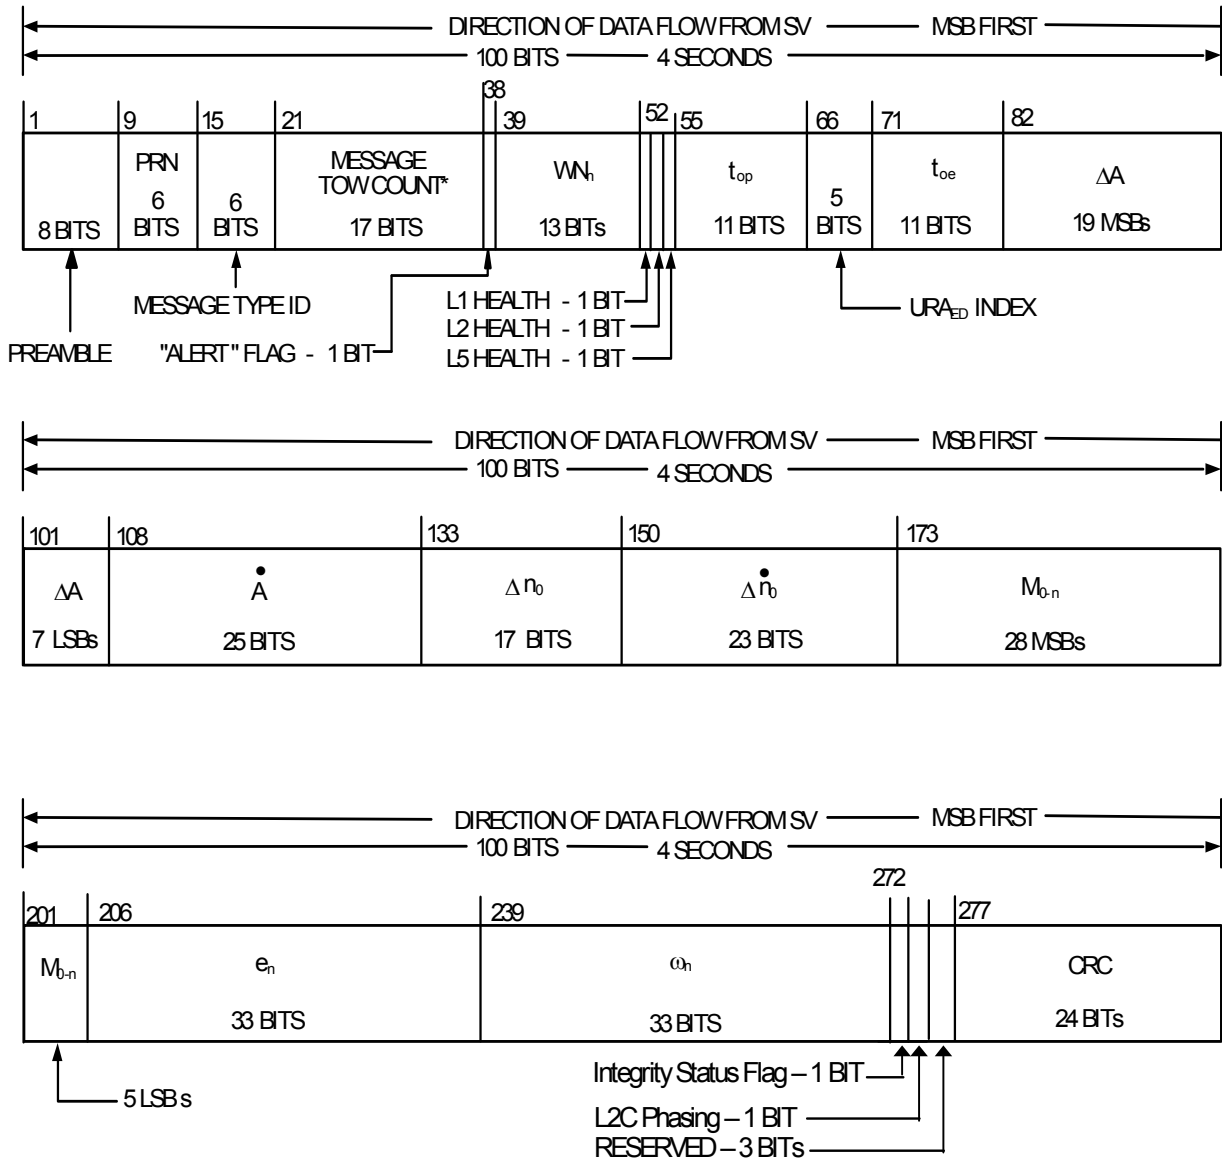 DIRECTION OF DATA FLOW FROM SV MSB FIRST
100 BITS 4 SECONDS
1 9 15 21 38 39 52 55 66 71 82
8 BITS
PRN
6
BITS
6
BITS
MESSAGE
TOW COUNT*
17 BITS
WNn
13 BITs
top
11 BITS
5
BITS
toe
11 BITS
ΔA
19 MSBs
PREAMBLE
MESSAGE TYPE ID
"ALERT" FLAG - 1 BIT
L1 HEALTH - 1 BIT
L2 HEALTH - 1 BIT
L5 HEALTH - 1 BIT
URAED INDEX
DIRECTION OF DATA FLOW FROM SV MSB FIRST
100 BITS 4 SECONDS
101 108 133 150 173
ΔA
7 LSBs
Ȧ
25 BITS
Δn0
17 BITS
Δṅ0
23 BITS
M0-n
28 MSBs
DIRECTION OF DATA FLOW FROM SV MSB FIRST
100 BITS 4 SECONDS
201 206 239 272 277
M0-n
en
33 BITS
ωn
33 BITS
CRC
24 BITs
5 LSBs
Integrity Status Flag – 1 BIT
L2C Phasing – 1 BIT
RESERVED – 3 BITs